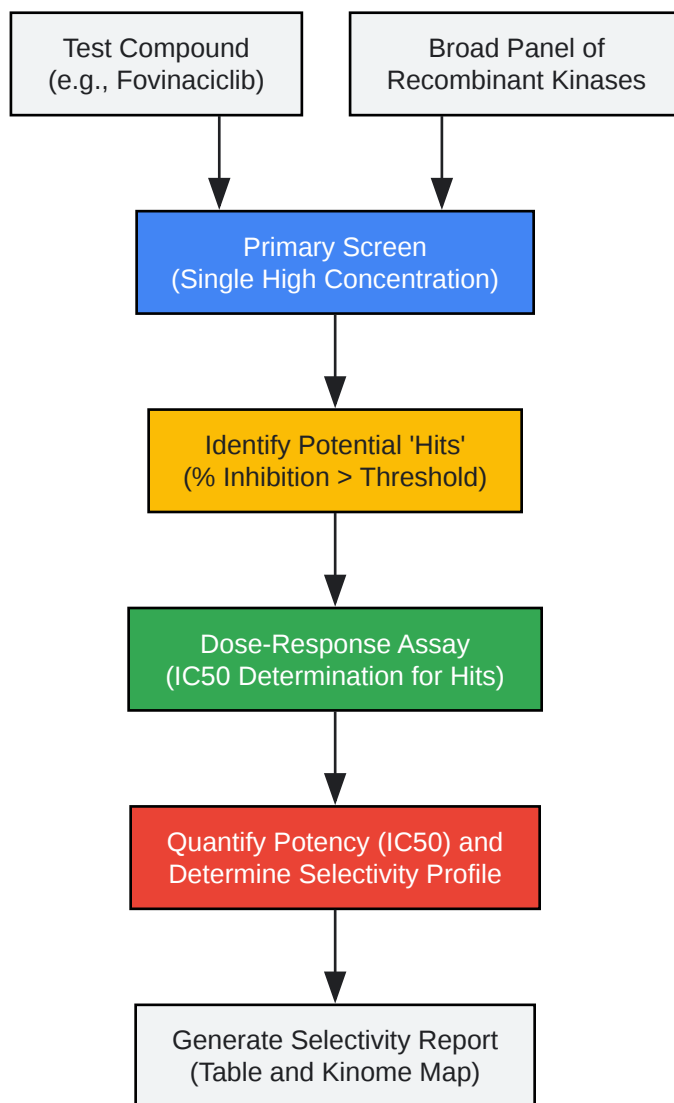 Test Compound
(e.g., Fovinaciclib)
Broad Panel of
Recombinant Kinases
Primary Screen
(Single High Concentration)
Identify Potential 'Hits'
(% Inhibition > Threshold)
Dose-Response Assay
(IC50 Determination for Hits)
Quantify Potency (IC50) and
Determine Selectivity Profile
Generate Selectivity Report
(Table and Kinome Map)